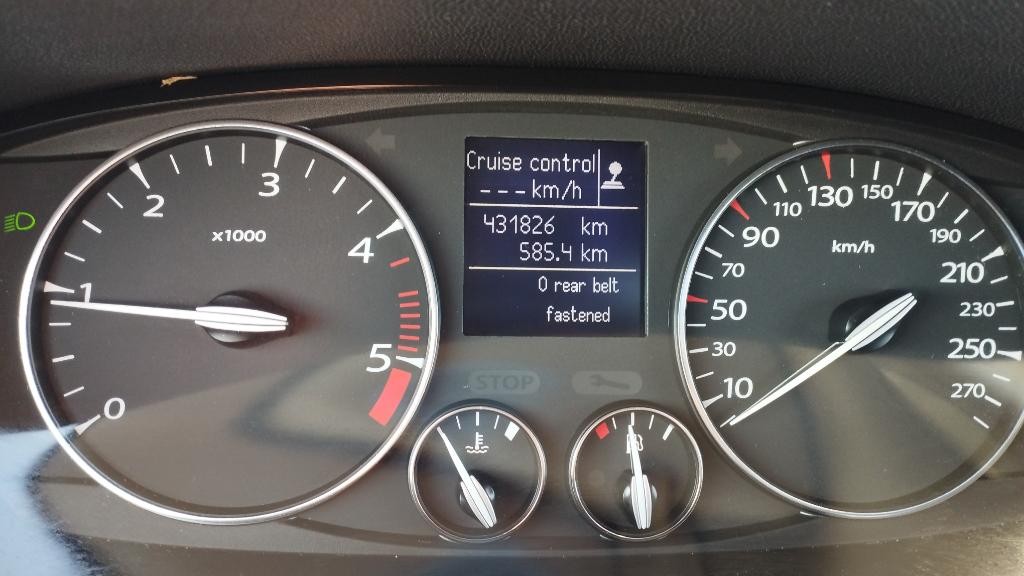 Cruise control
---km/h
431826 km
585.4 km
0 rear belt
fastened
STOP
0
1
2
3
4
5
x1000
10
30
50
70
90
110
130
150
170
190
210
230
250
270
km/h